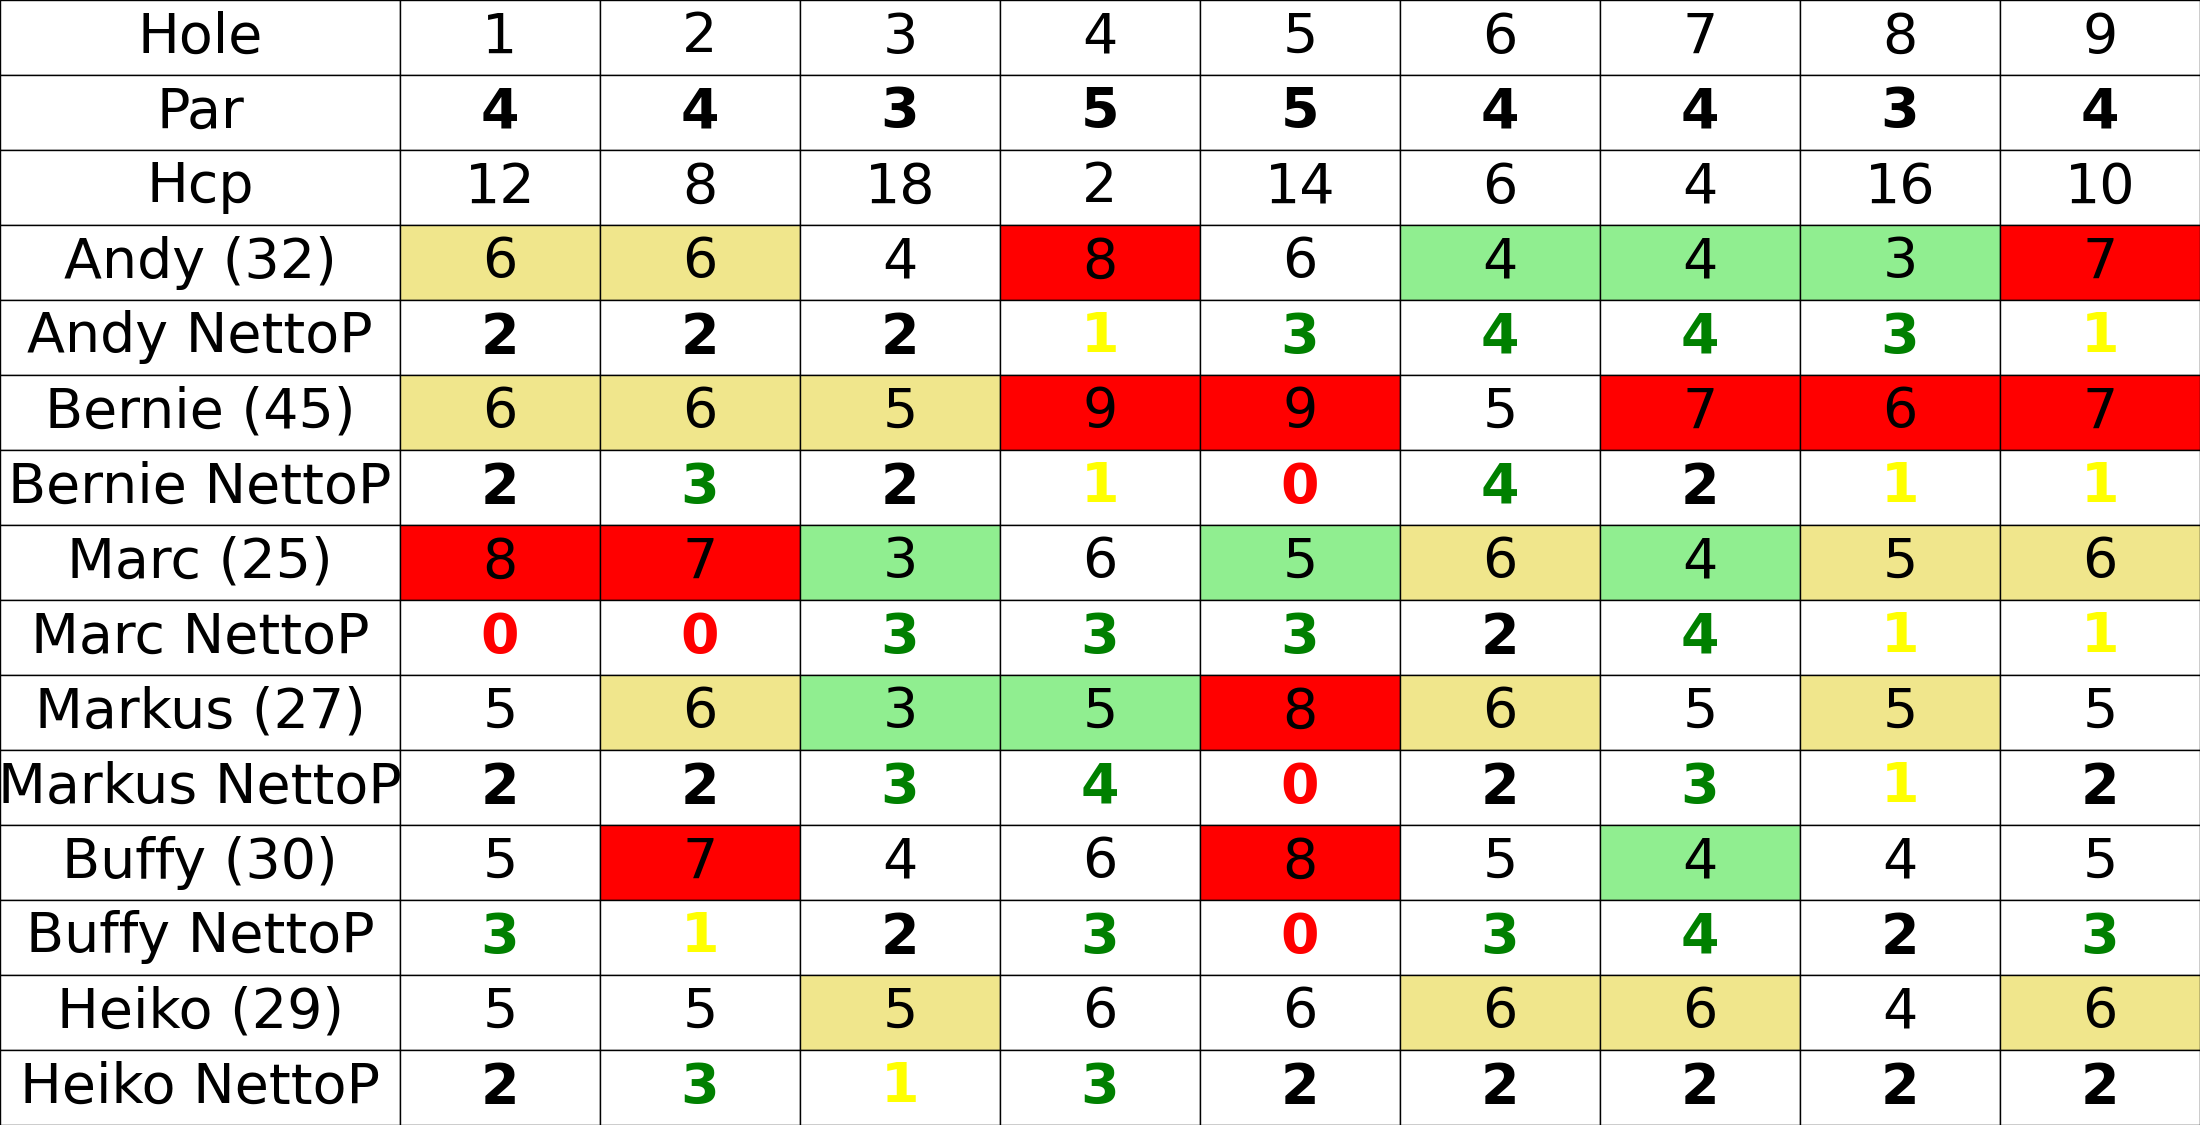 Hole 1 2 3 4 5 6 7 8 9
Par 4 4 3 5 5 4 4 3 4
Hcp 12 8 18 2 14 6 4 16 10
Andy (32) 6 6 4 8 6 4 4 3 7
Andy NettoP 2 2 2 1 3 4 4 3 1
Bernie (45) 6 6 5 9 9 5 7 6 7
Bernie NettoP 2 3 2 1 0 4 2 1 1
Marc (25) 8 7 3 6 5 6 4 5 6
Marc NettoP 0 0 3 3 3 2 4 1 1
Markus (27) 5 6 3 5 8 6 5 5 5
Markus NettoP 2 2 3 4 0 2 3 1 2
Buffy (30) 5 7 4 6 8 5 4 4 5
Buffy NettoP 3 1 2 3 0 3 4 2 3
Heiko (29) 5 5 5 6 6 6 6 4 6
Heiko NettoP 2 3 1 3 2 2 2 2 2